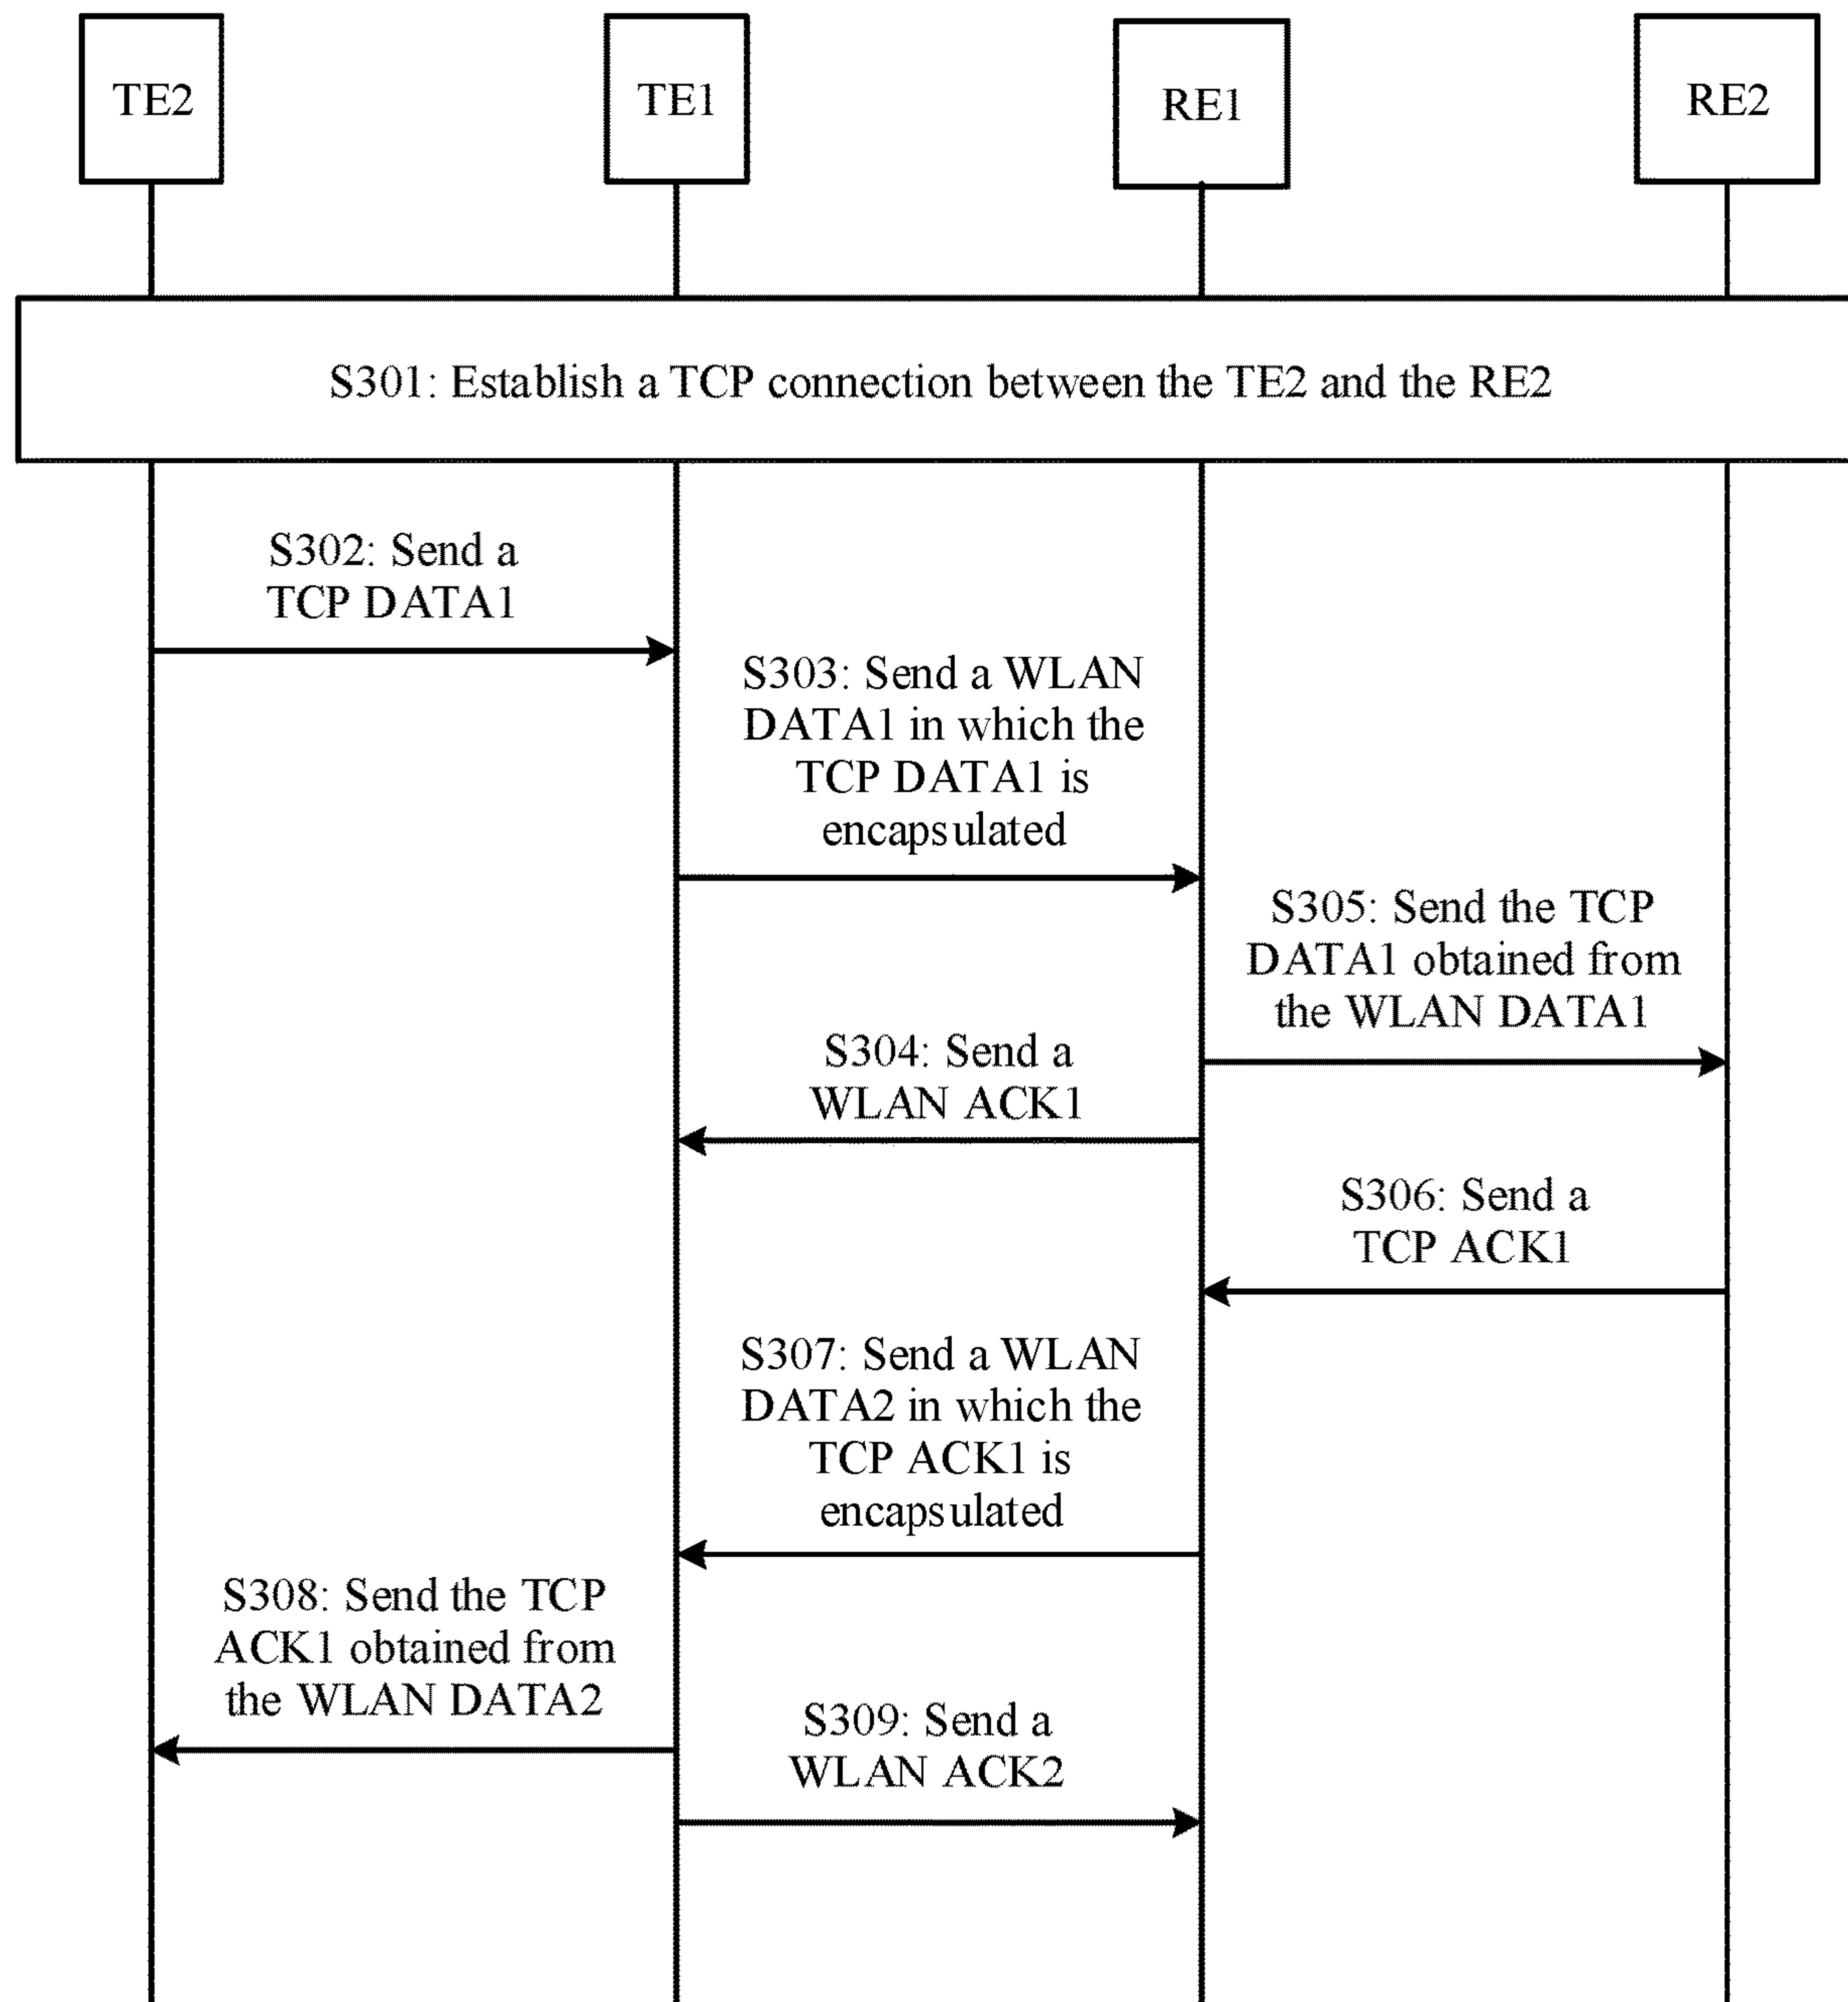 TE2
TE1
RE1
RE2
S301: Establish a TCP connection between the TE2 and the RE2
S302: Send a
TCP DATA1
S303: Send a WLAN
DATA1 in which the
TCP DATA1 is
encapsulated
S305: Send the TCP
DATA1 obtained from
the WLAN DATA1
S304: Send a
WLAN ACK1
S306: Send a
TCP ACK1
S307: Send a WLAN
DATA2 in which the
TCP ACK1 is
encapsulated
S308: Send the TCP
ACK1 obtained from
the WLAN DATA2
S309: Send a
WLAN ACK2